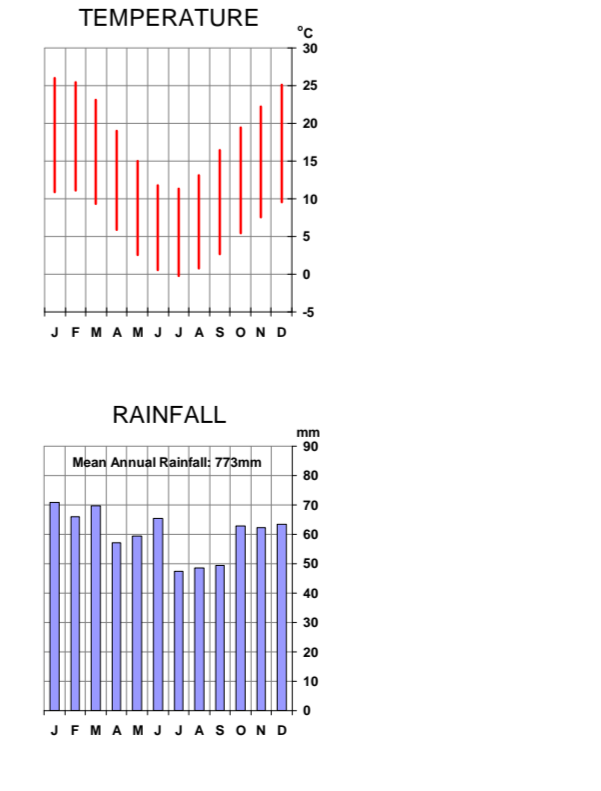 TEMPERATURE
°C
30
25
20
15
10
5
0
-5
J F M A M J J A S O N D
RAINFALL
mm
90
Mean Annual Rainfall: 773mm
80
70
60
50
40
30
20
10
0
J F M A M J J A S O N D